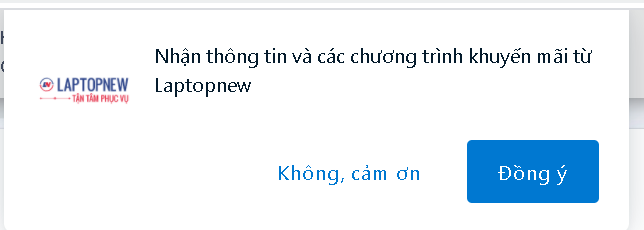 Nhận thông tin và các chương trình khuyến mãi từ
Laptopnew
LAPTOPNEW
TẬN TÂM PHỤC VỤ
Không, cảm ơn
Đồng ý